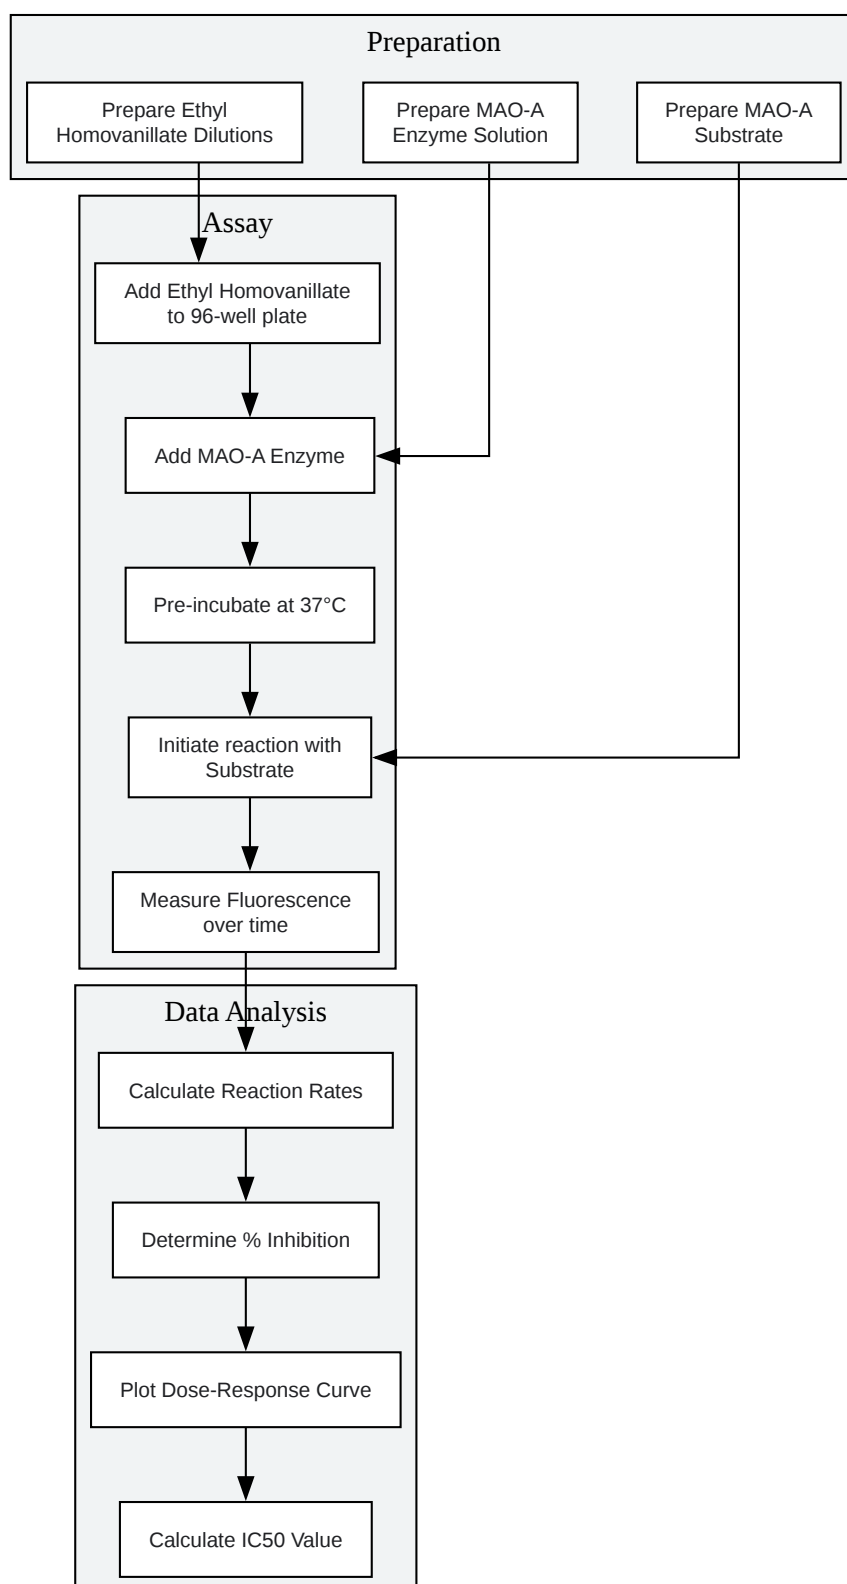 Preparation
Prepare Ethyl
Homovanillate Dilutions
Prepare MAO-A
Enzyme Solution
Prepare MAO-A
Substrate
Assay
Add Ethyl Homovanillate
to 96-well plate
Add MAO-A Enzyme
Pre-incubate at 37°C
Initiate reaction with
Substrate
Measure Fluorescence
over time
Data Analysis
Calculate Reaction Rates
Determine % Inhibition
Plot Dose-Response Curve
Calculate IC50 Value